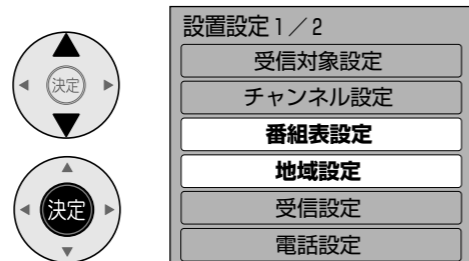 設置設定1／2
決定
受信対象設定
チャンネル設定
番組表設定
地域設定
決定
受信設定
電話設定